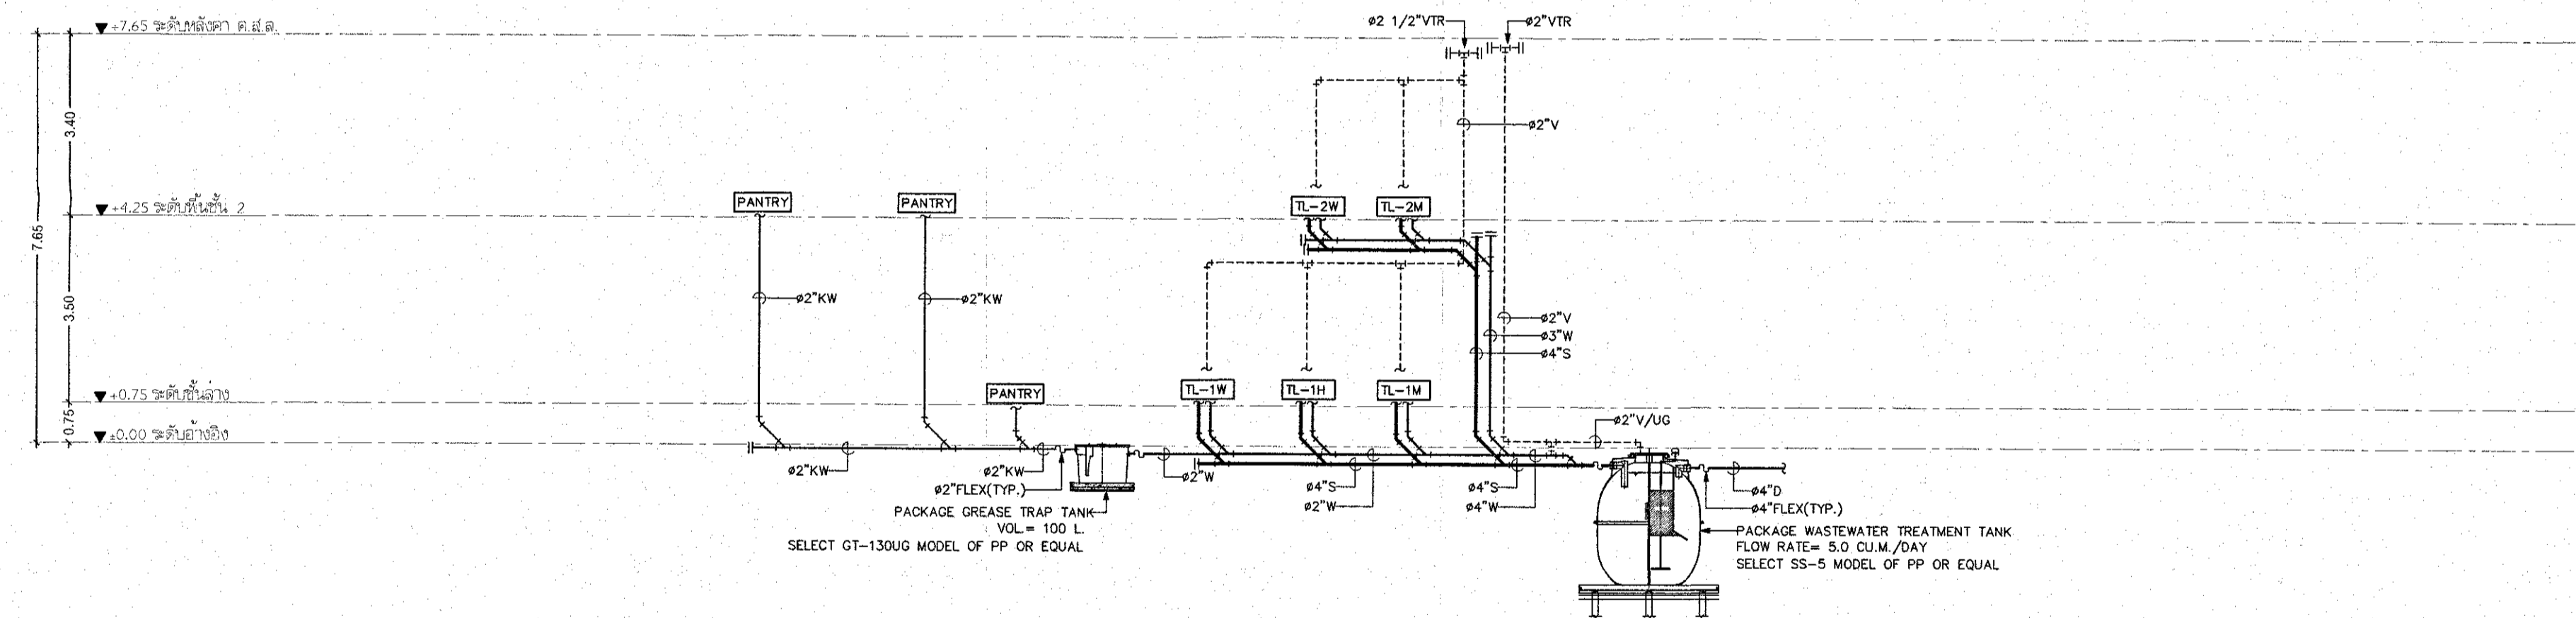 ø2 1/2"VTR
ø2"VTR
+7.65 ระดับหลังคา ค.ส.ล.
3.40
ø2"V
PANTRY
PANTRY
TL-2W
TL-2M
+4.25 ระดับพื้นชั้น 2
7.65
3.50
ø2"KW
ø2"KW
ø2"V
ø3"W
ø4"S
PANTRY
TL-1W
TL-1H
TL-1M
+0.75 ระดับชั้นล่าง
0.75
±0.00 ระดับอ้างอิง
ø2"V/UG
ø2"KW
ø2"KW
ø2"FLEX(TYP.)
ø2"W
ø4"S
ø2"W
ø4"S
ø4"W
ø4"D
ø4"FLEX(TYP.)
PACKAGE GREASE TRAP TANK
VOL.= 100 L.
SELECT GT-130UG MODEL OF PP OR EQUAL
PACKAGE WASTEWATER TREATMENT TANK
FLOW RATE= 5.0 CU.M./DAY
SELECT SS-5 MODEL OF PP OR EQUAL